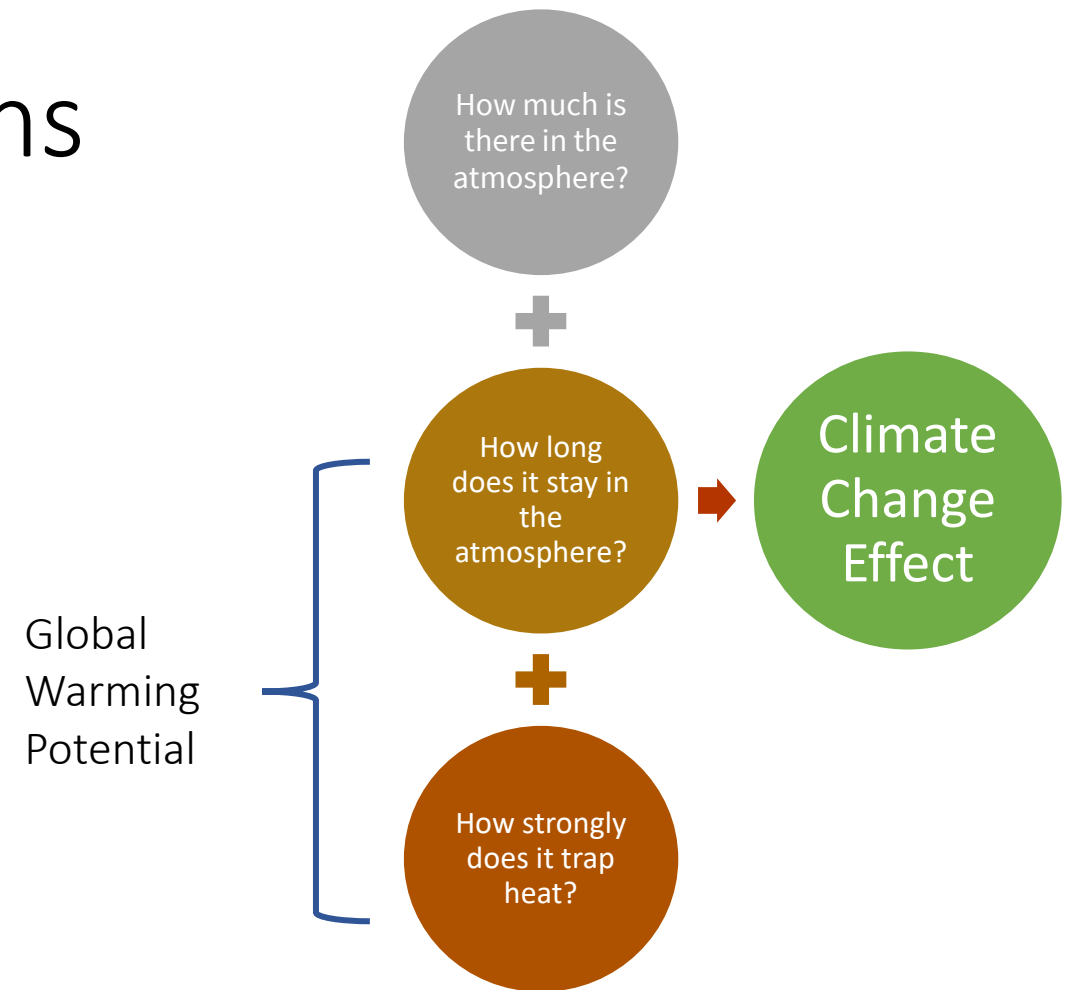 ns
How much is
there in the
atmosphere?
How long
does it stay in
the
atmosphere?
Climate
Change
Effect
Global
Warming
Potential
How strongly
does it trap
heat?